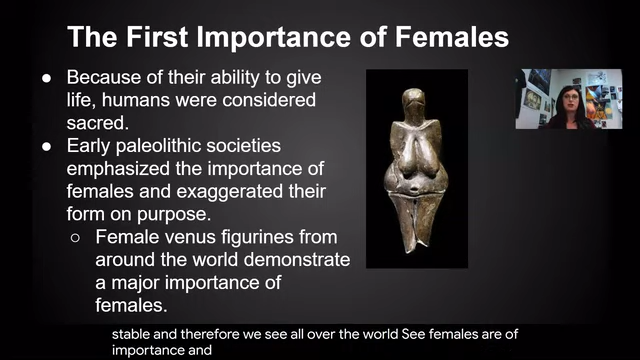 The First Importance of Females
● Because of their ability to give
life, humans were considered
sacred.
● Early paleolithic societies
emphasized the importance of
females and exaggerated their
form on purpose.
○ Female venus figurines from
around the world demonstrate
a major importance of
females.
stable and therefore we see all over the world See females are of
importance and